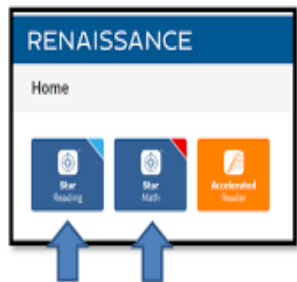 RENAISSANCE
Home
Star
Reading
Star
Math
Accelerated
Reader